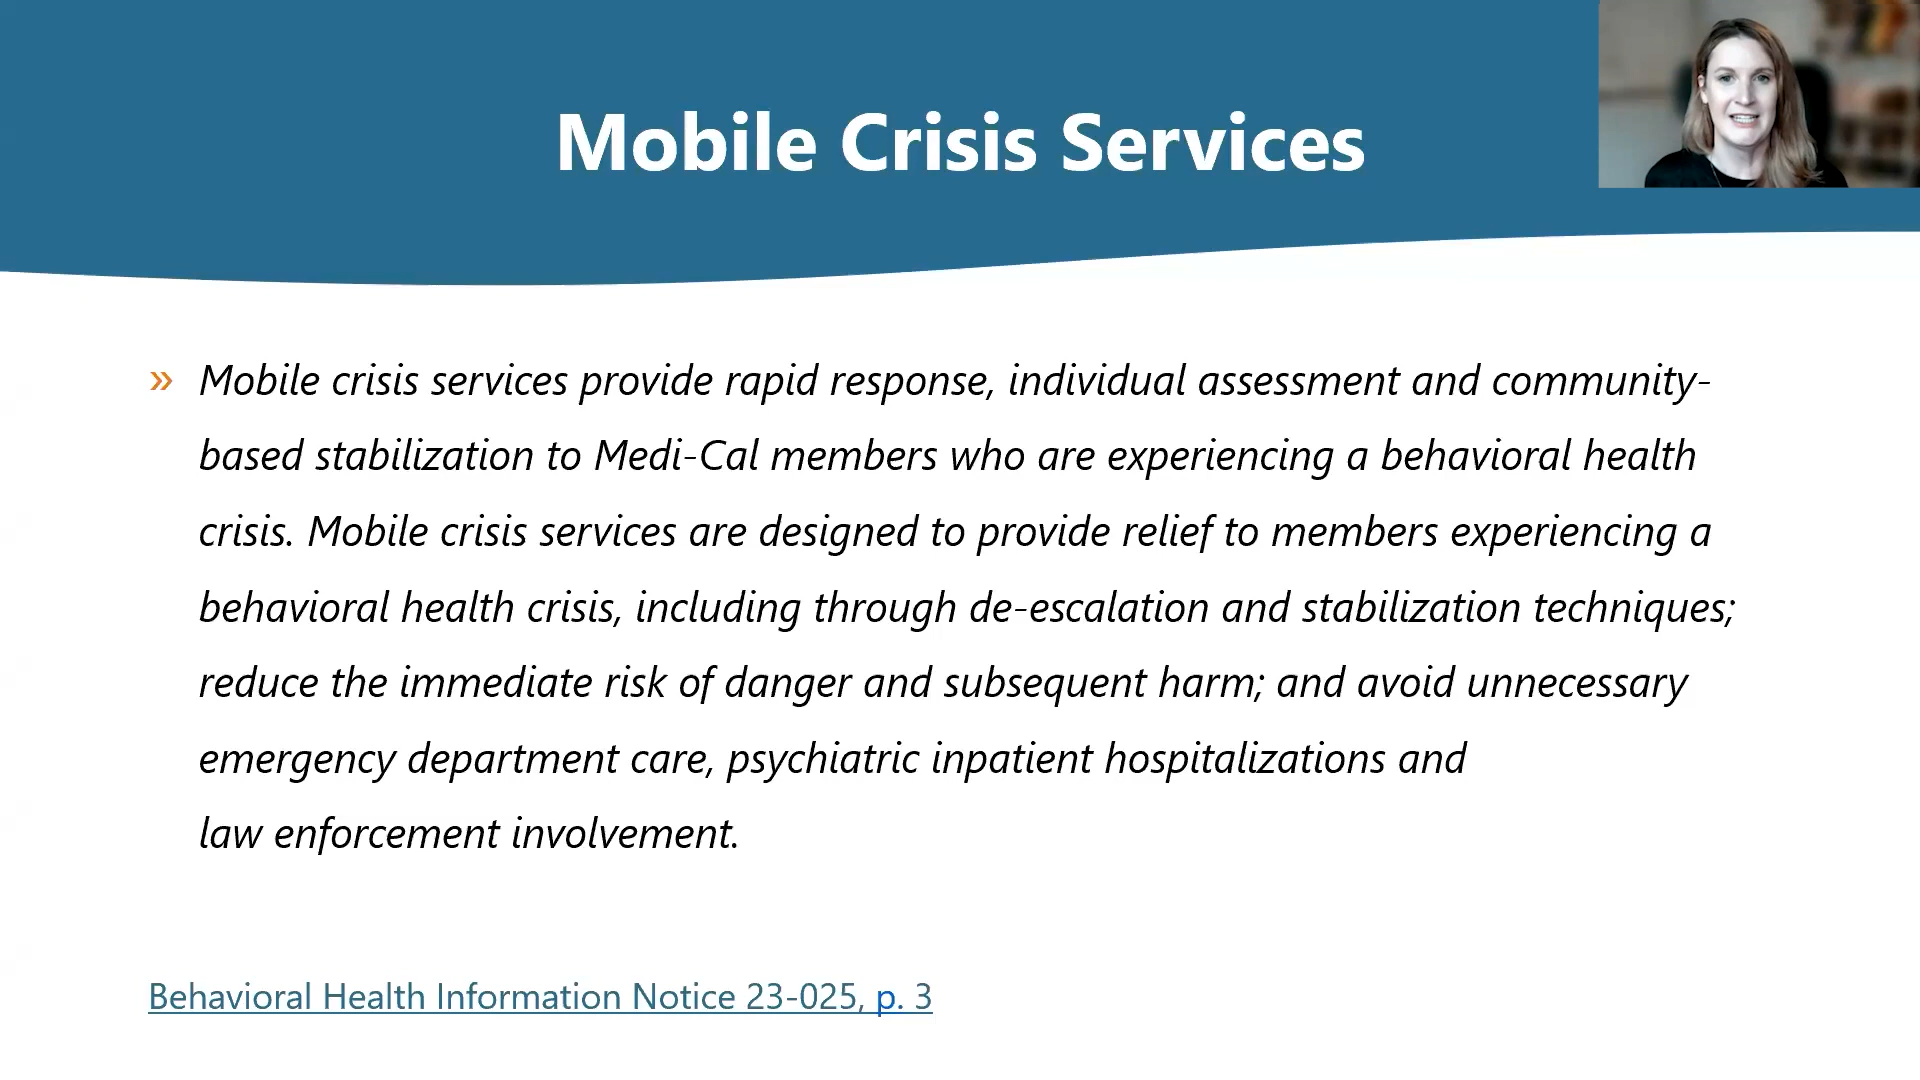 Mobile Crisis Services
» Mobile crisis services provide rapid response, individual assessment and community-
based stabilization to Medi-Cal members who are experiencing a behavioral health
crisis. Mobile crisis services are designed to provide relief to members experiencing a
behavioral health crisis, including through de-escalation and stabilization techniques;
reduce the immediate risk of danger and subsequent harm; and avoid unnecessary
emergency department care, psychiatric inpatient hospitalizations and
law enforcement involvement.
Behavioral Health Information Notice 23-025, p. 3